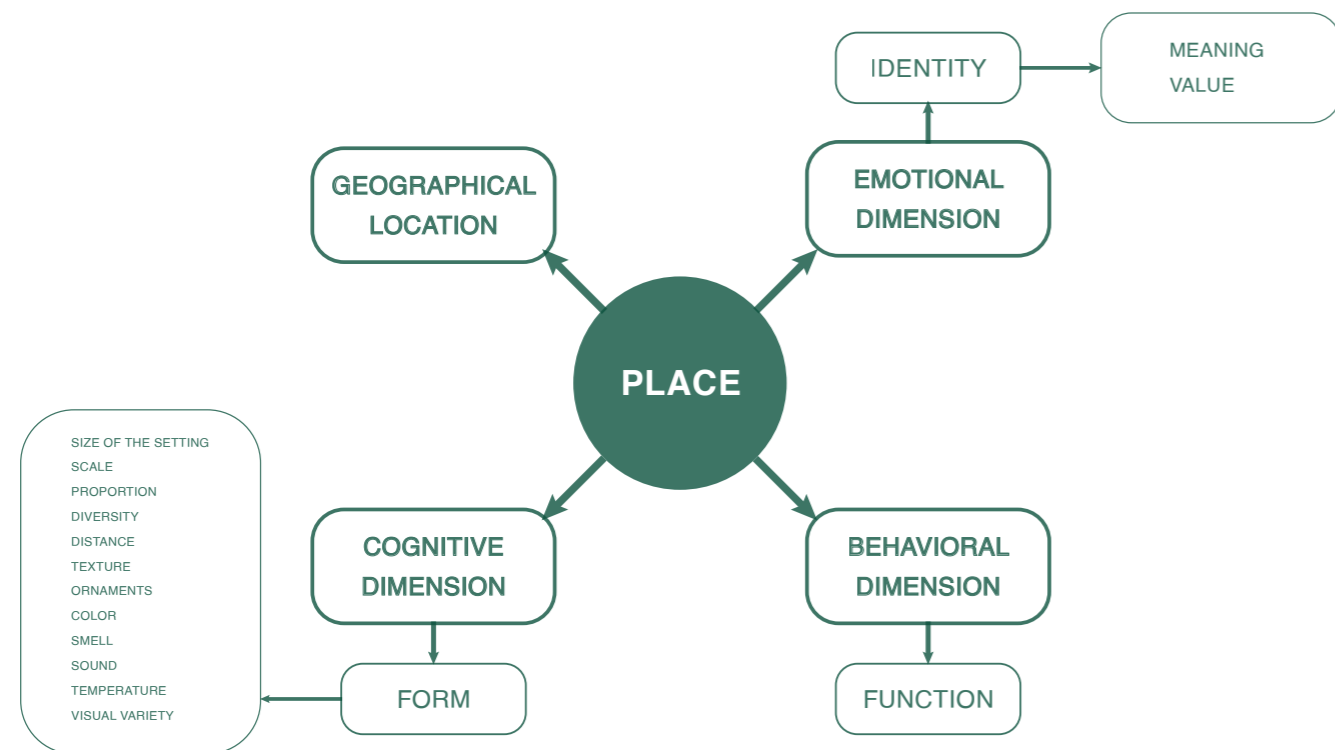 IDENTITY
MEANING
VALUE
GEOGRAPHICAL
LOCATION
EMOTIONAL
DIMENSION
PLACE
SIZE OF THE SETTING
SCALE
PROPORTION
DIVERSITY
DISTANCE
TEXTURE
ORNAMENTS
COLOR
SMELL
SOUND
TEMPERATURE
VISUAL VARIETY
COGNITIVE
DIMENSION
FORM
BEHAVIORAL
DIMENSION
FUNCTION